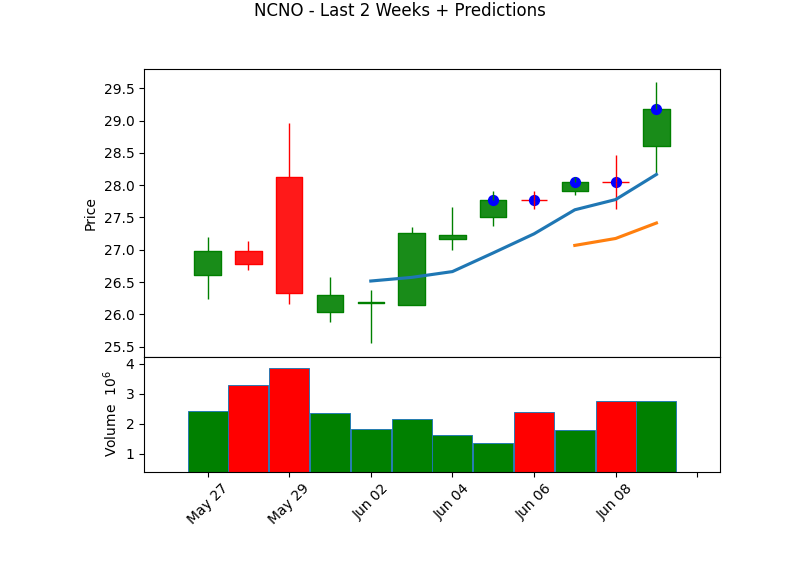 NCNO - Last 2 Weeks + Predictions
29.5
29.0
28.5
28.0
27.5
27.0
26.5
26.0
25.5
Price
4
3
2
1
Volume 10^6
May 27
May 29
Jun 02
Jun 04
Jun 06
Jun 08